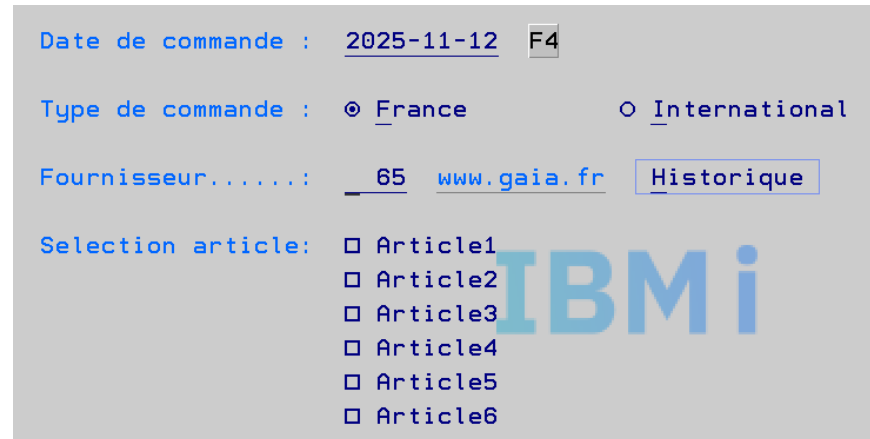 Date de commande : 2025-11-12 F4
Type de commande : France International
Fournisseur......: _ 65 www.gaia.fr Historique
Selection article: Article1
Article2
IBMi
Article3
Article4
Article5
Article6